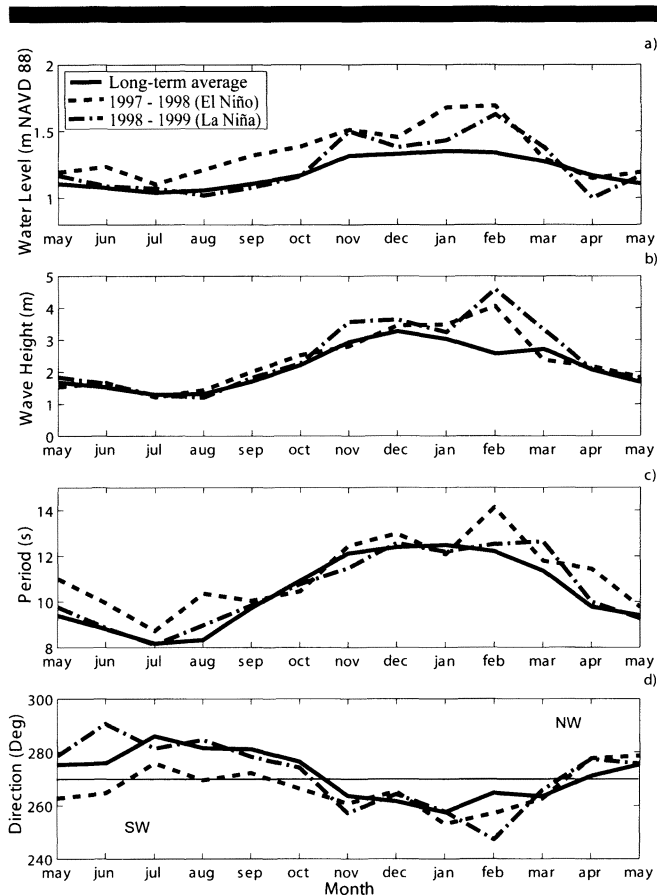 a)
Water Level (m NAVD 88)
2
1.5
1
Long-term average
1997 - 1998 (El Niño)
1998 - 1999 (La Niña)
may jun jul aug sep oct nov dec jan feb mar apr may
b)
Wave Height (m)
5
4
3
2
1
0
may jun jul aug sep oct nov dec jan feb mar apr may
c)
Period (s)
14
12
10
8
may jun jul aug sep oct nov dec jan feb mar apr may
d)
Direction (Deg)
300
280
260
240
NW
SW
may jun jul aug sep oct nov dec jan feb mar apr may
Month